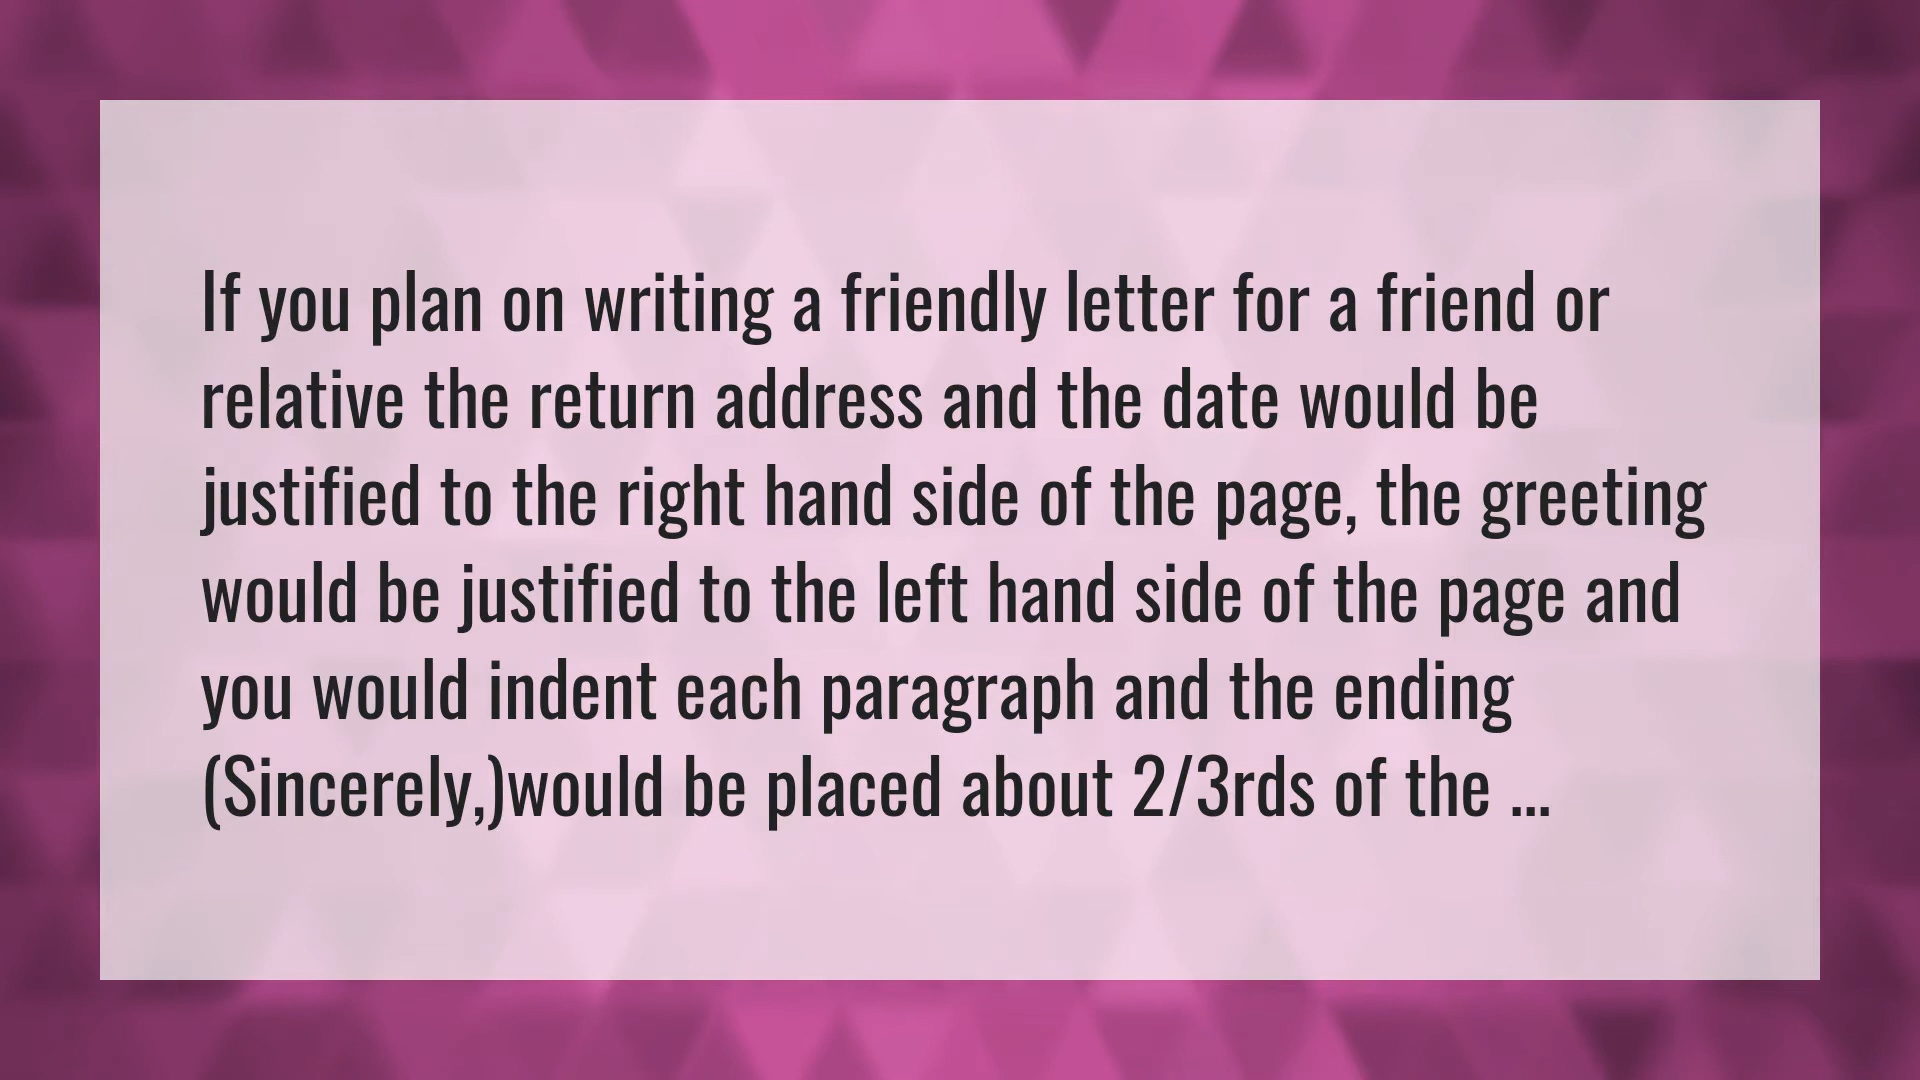 If you plan on writing a friendly letter for a friend or
relative the return address and the date would be
justified to the right hand side of the page, the greeting
would be justified to the left hand side of the page and
you would indent each paragraph and the ending
(Sincerely,)would be placed about 2/3rds of the ...